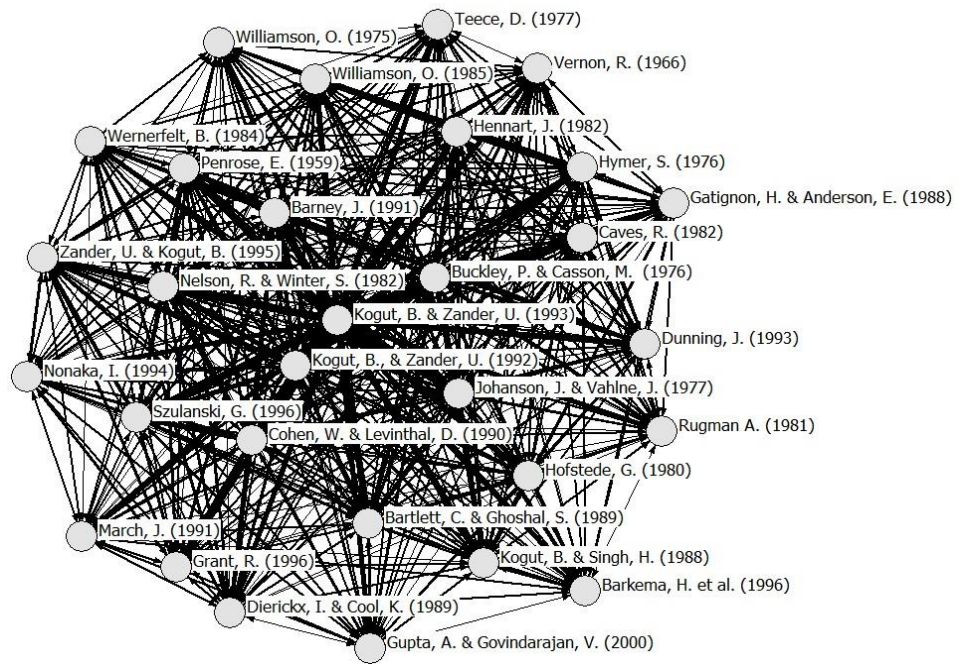 Teece, D. (1977)
Williamson, O. (1975)
Vernon, R. (1966)
Williamson, O. (1985)
Hennart, J. (1982)
Wernerfelt, B. (1984)
Penrose, E. (1959)
Hymer, S. (1976)
Gatignon, H. & Anderson, E. (1988)
Barney, J. (1991)
Caves, R. (1982)
Zander, U. & Kogut, B. (1995)
Buckley, P. & Casson, M. (1976)
Nelson, R. & Winter, S. (1982)
Kogut, B. & Zander, U. (1993)
Dunning, J. (1993)
Kogut, B., & Zander, U. (1992)
Nonaka, I. (1994)
Johanson, J. & Vahlne, J. (1977)
Szulanski, G. (1996)
Rugman A. (1981)
Cohen, W. & Levinthal, D. (1990)
Hofstede, G. (1980)
Bartlett, C. & Ghoshal, S. (1989)
March, J. (1991)
Kogut, B. & Singh, H. (1988)
Grant, R. (1996)
Barkema, H. et al. (1996)
Dierickx, I. & Cool, K. (1989)
Gupta, A. & Govindarajan, V. (2000)